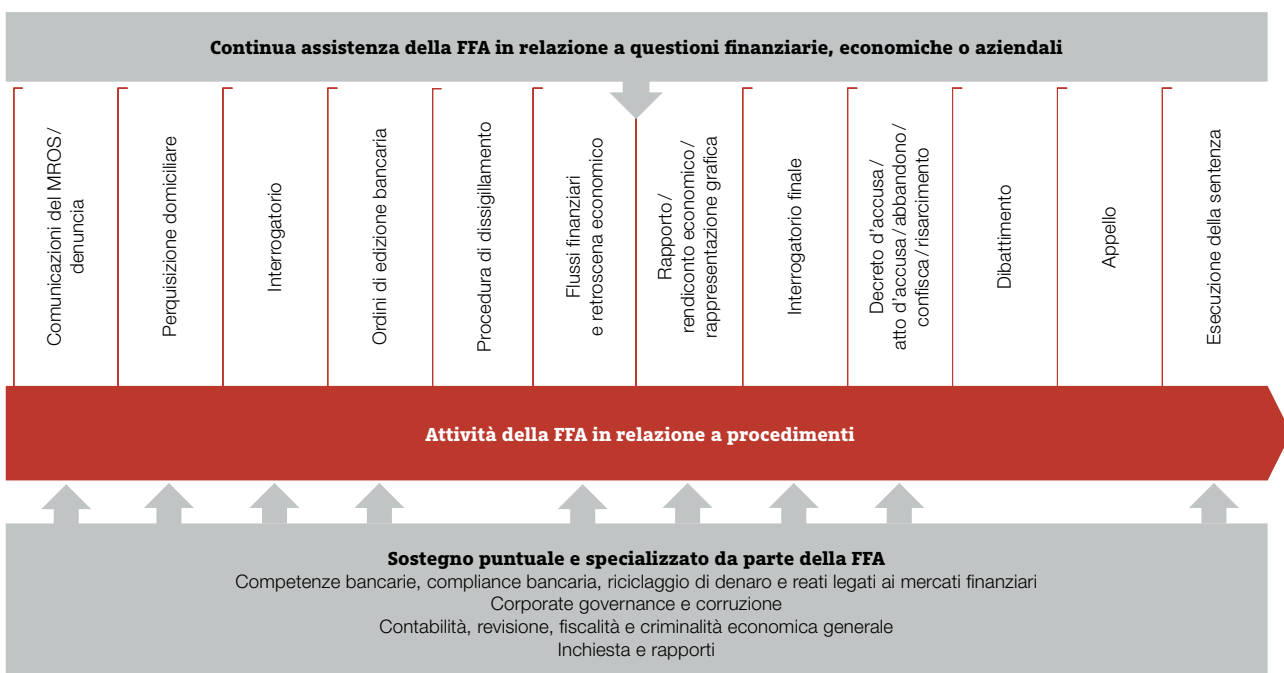 Continua assistenza della FFA in relazione a questioni finanziarie, economiche o aziendali
Comunicazioni del MROS/
denuncia
Perquisizione domiciliare
Interrogatorio
Ordini di edizione bancaria
Procedura di dissigillamento
Flussi finanziari
e retroscena economico
Rapporto/
rendiconto economico/
rappresentazione grafica
Interrogatorio finale
Decreto d'accusa/
atto d'accusa/abbandono/
confisca/risarcimento
Dibattimento
Appello
Esecuzione della sentenza
Attività della FFA in relazione a procedimenti
Sostegno puntuale e specializzato da parte della FFA
Competenze bancarie, compliance bancaria, riciclaggio di denaro e reati legati ai mercati finanziari
Corporate governance e corruzione
Contabilità, revisione, fiscalità e criminalità economica generale
Inchiesta e rapporti